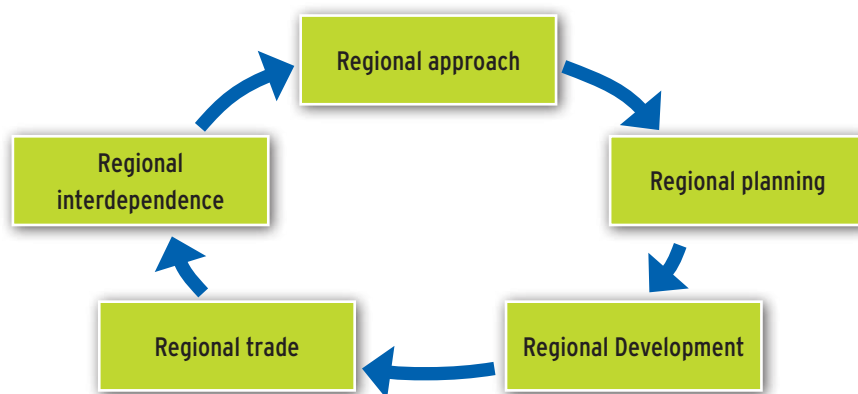 Regional approach
Regional planning
Regional Development
Regional trade
Regional
interdependence